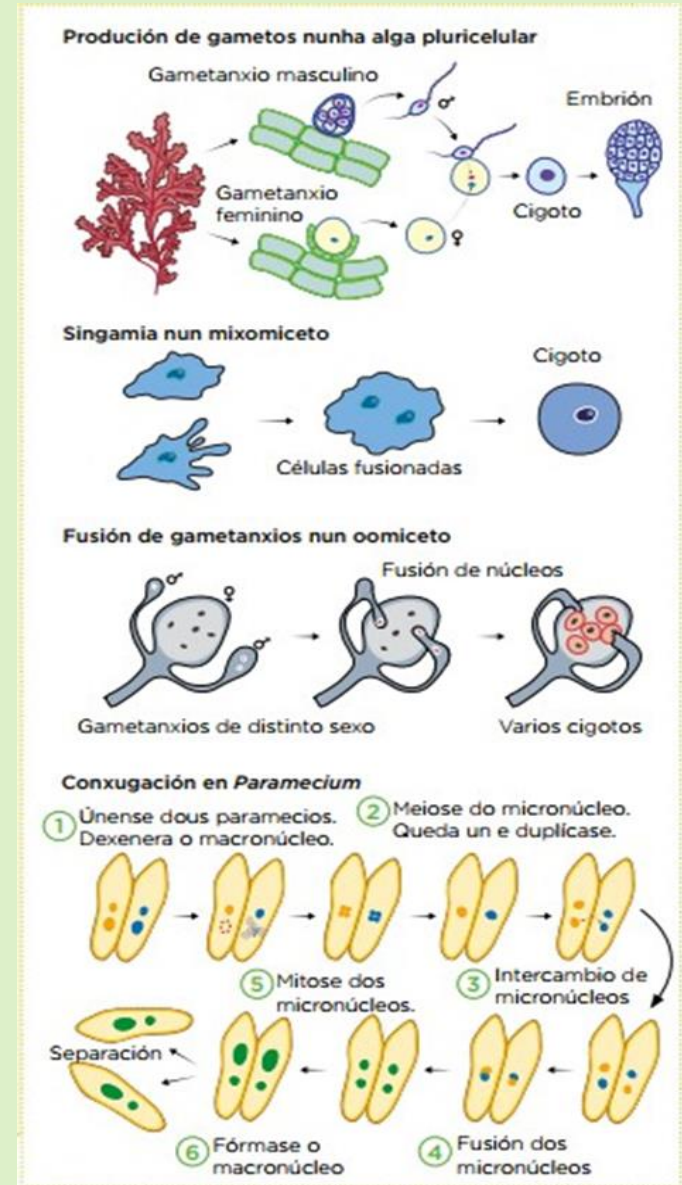 Produción de gametos nunha alga pluricelular
Gametanxio masculino
♂
Embrión
Gametanxio
feminino
♀
Cigoto
Singamia nun mixomiceto
Cigoto
Células fusionadas
Fusión de gametanxios nun oomiceto
♂
♀
♂
Fusión de núcleos
Gametanxios de distinto sexo
Varios cigotos
Conxugación en Paramecium
1 Únense dous paramecios.
Dexenera o macronúcleo.
2 Meiose do micronúcleo.
Queda un e duplícase.
3 Intercambio de
micronúcleos
4 Fusión dos
micronúcleos
5 Mitose dos
micronúcleos.
6 Fórmase o
macronúcleo
Separación